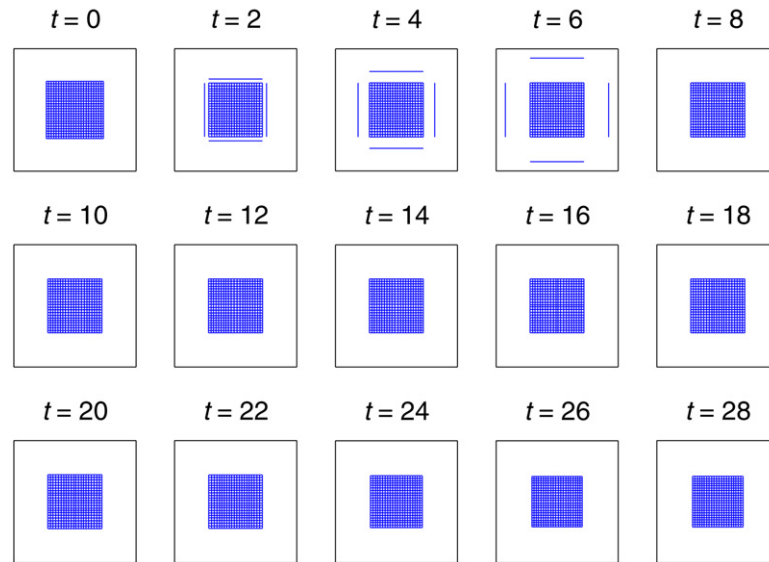 t = 0 t = 2 t = 4 t = 6 t = 8
t = 10 t = 12 t = 14 t = 16 t = 18
t = 20 t = 22 t = 24 t = 26 t = 28